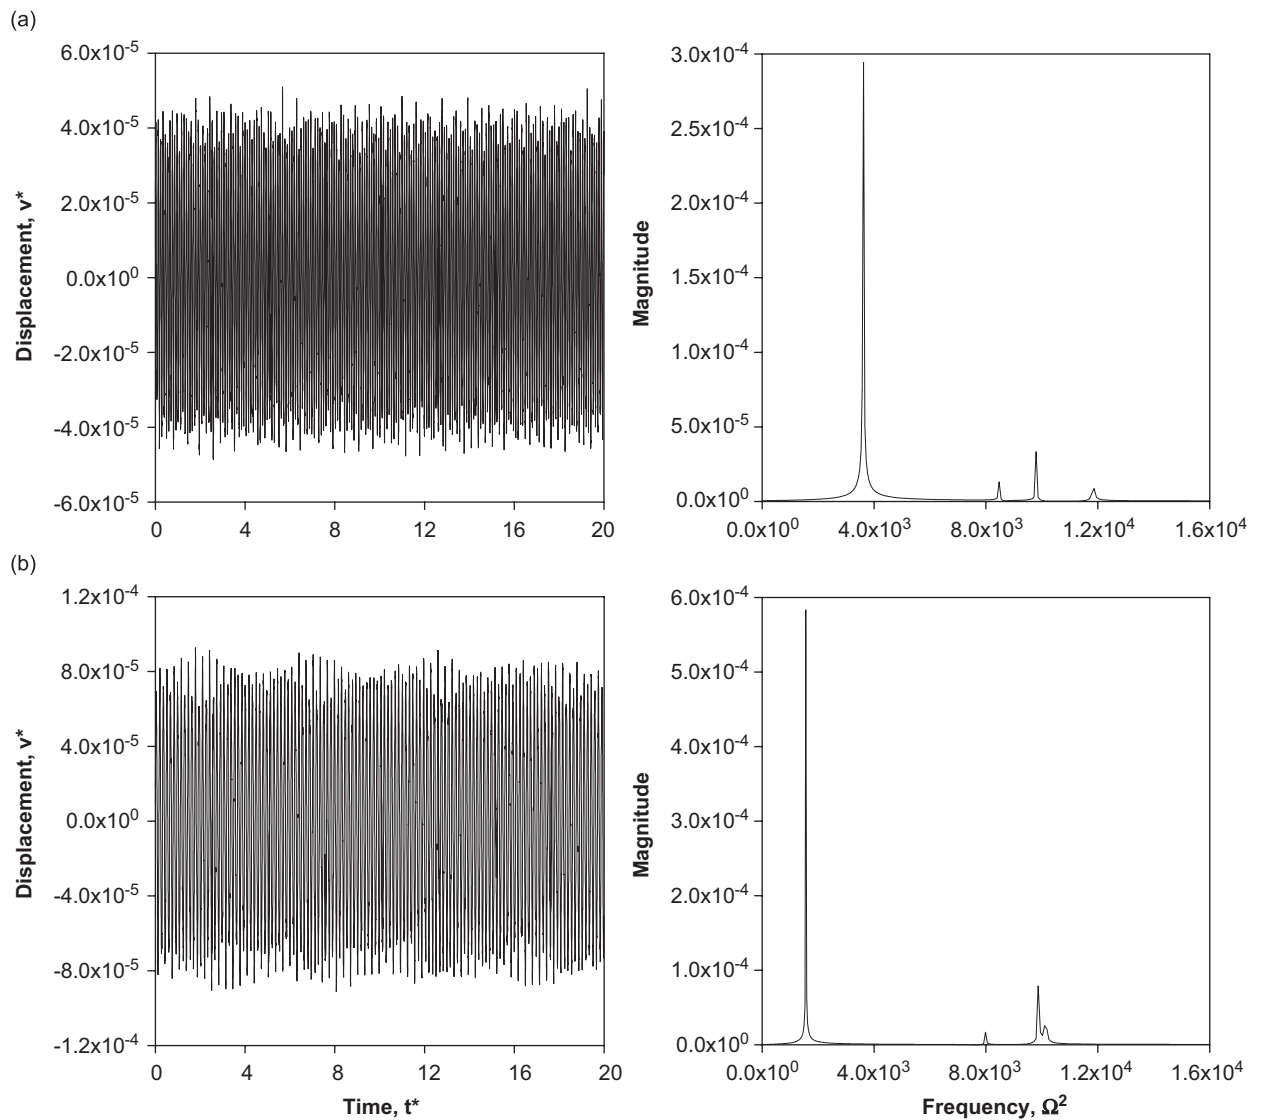 (a)
6.0x10⁻⁵
4.0x10⁻⁵
2.0x10⁻⁵
0.0x10⁰
-2.0x10⁻⁵
-4.0x10⁻⁵
-6.0x10⁻⁵
Displacement, v*
0 4 8 12 16 20
3.0x10⁻⁴
2.5x10⁻⁴
2.0x10⁻⁴
1.5x10⁻⁴
1.0x10⁻⁴
5.0x10⁻⁵
0.0x10⁰
Magnitude
0.0x10⁰ 4.0x10³ 8.0x10³ 1.2x10⁴ 1.6x10⁴
(b)
1.2x10⁻⁴
8.0x10⁻⁵
4.0x10⁻⁵
0.0x10⁰
-4.0x10⁻⁵
-8.0x10⁻⁵
-1.2x10⁻⁴
Displacement, v*
0 4 8 12 16 20
Time, t*
6.0x10⁻⁴
5.0x10⁻⁴
4.0x10⁻⁴
3.0x10⁻⁴
2.0x10⁻⁴
1.0x10⁻⁴
0.0x10⁰
Magnitude
0.0x10⁰ 4.0x10³ 8.0x10³ 1.2x10⁴ 1.6x10⁴
Frequency, Ω²